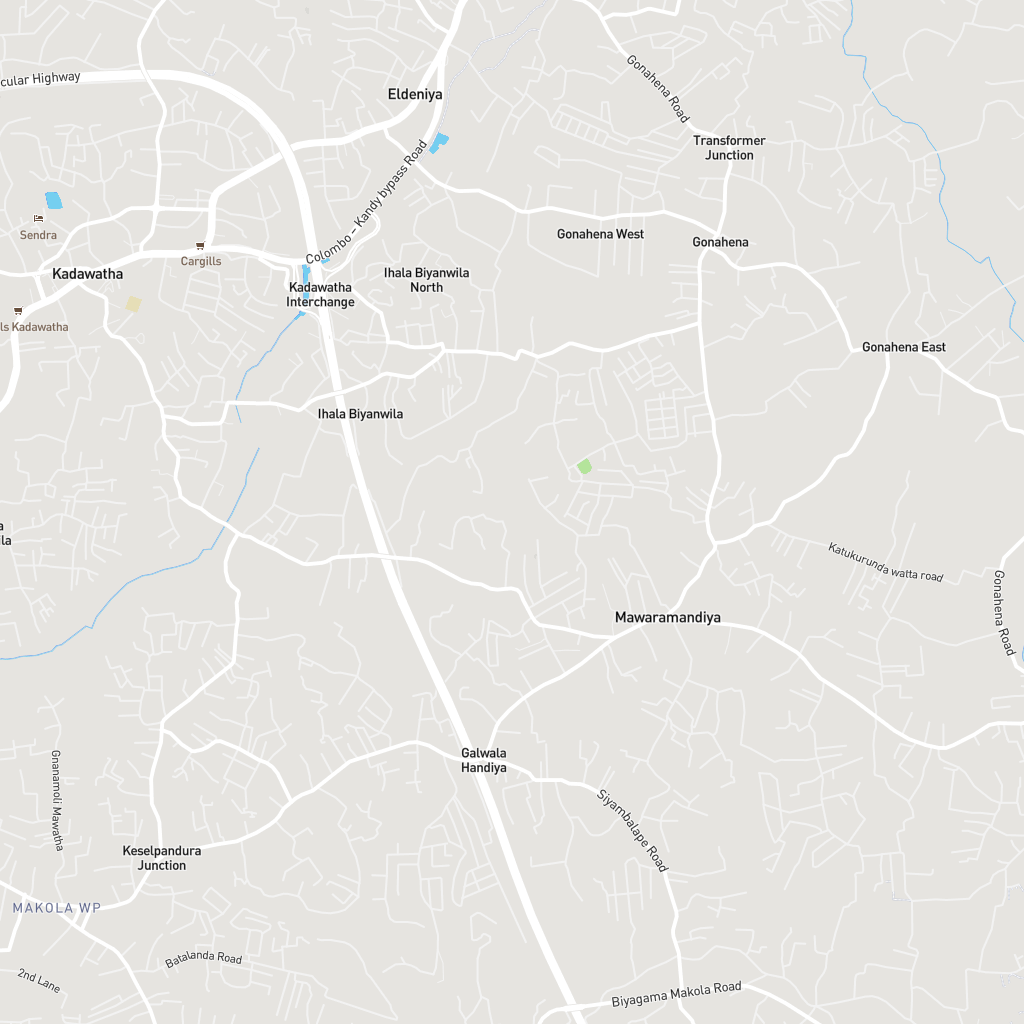 cular Highway
Eldeniya
Gonahena Road
Transformer
Junction
Colombo – Kandy bypass Road
Sendra
Gonahena West
Gonahena
Cargills
Kadawatha
Ihala Biyanwila
North
Kadawatha
Interchange
ls Kadawatha
Gonahena East
Ihala Biyanwila
a
ila
Katukurunda watta road
Gonahena Road
Mawaramandiya
Galwala
Handiya
Gnanamoli Mawatha
Siyambalape Road
Keselpandura
Junction
MAKOLA WP
Batalanda Road
2nd Lane
Biyagama Makola Road